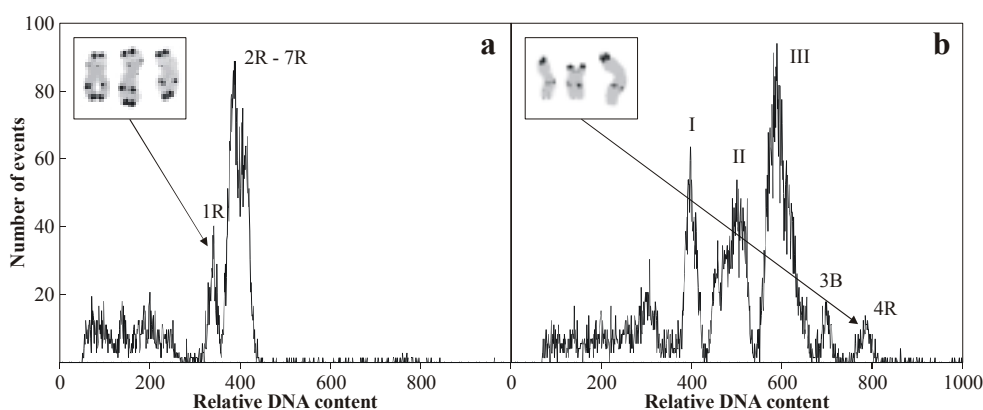 100
80
60
40
20
Number of events
a
2R - 7R
1R
0 200 400 600 800
Relative DNA content
b
I
II
III
3B
4R
0 200 400 600 800 1000
Relative DNA content